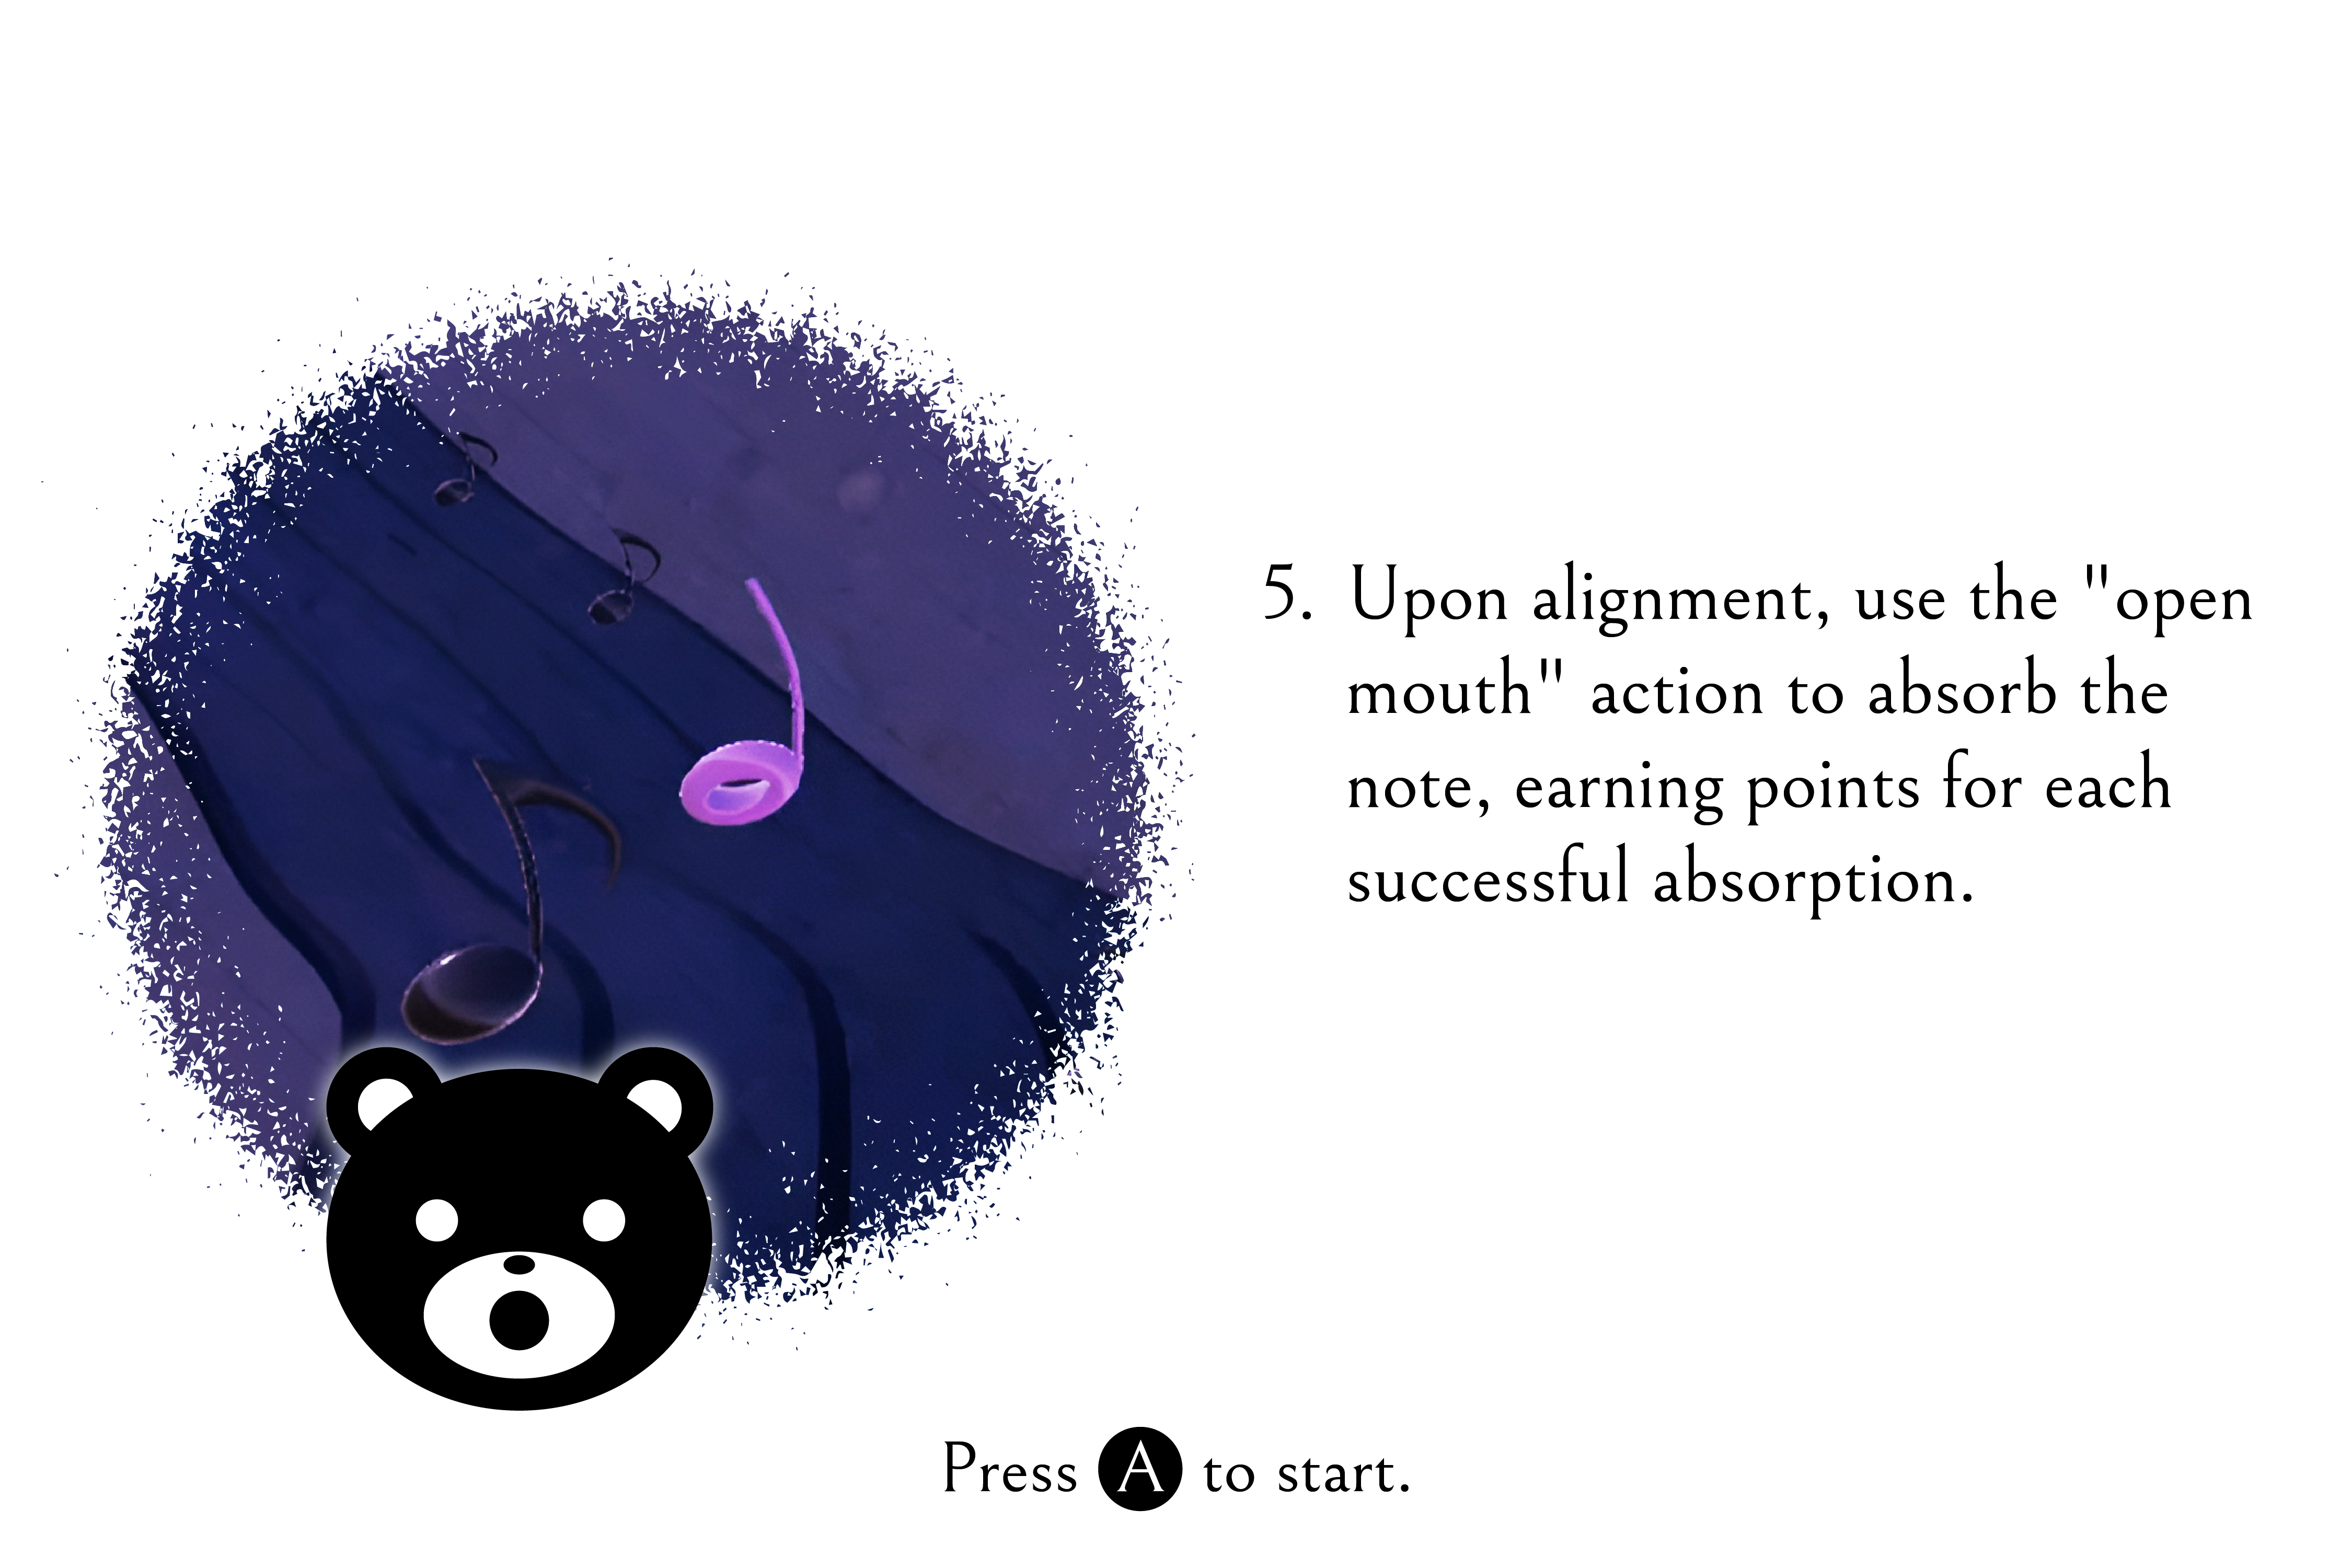 5. Upon alignment, use the "open
mouth" action to absorb the
note, earning points for each
successful absorption.
Press A to start.